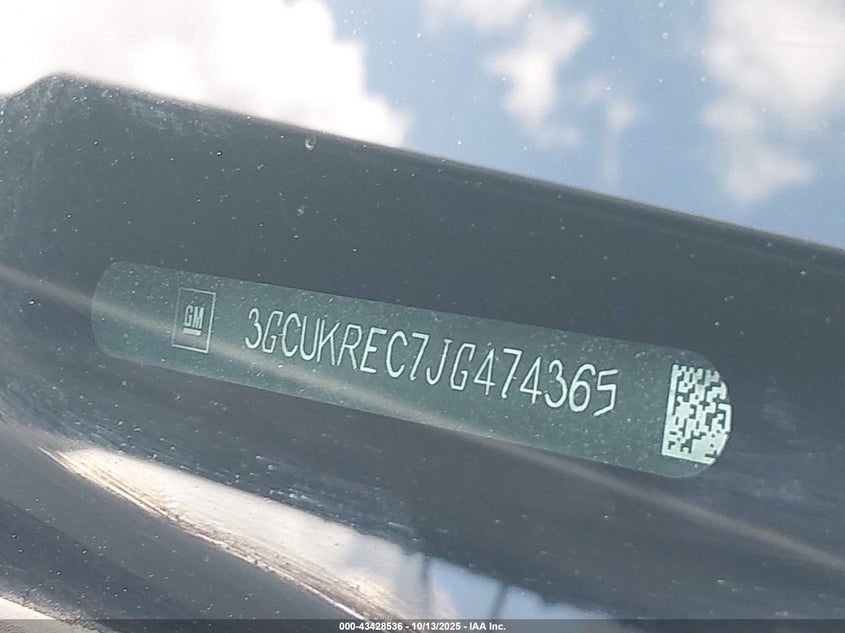 GM
3GCUKREC7JG474365
000-43428536 - 10/13/2025 - IAA Inc.